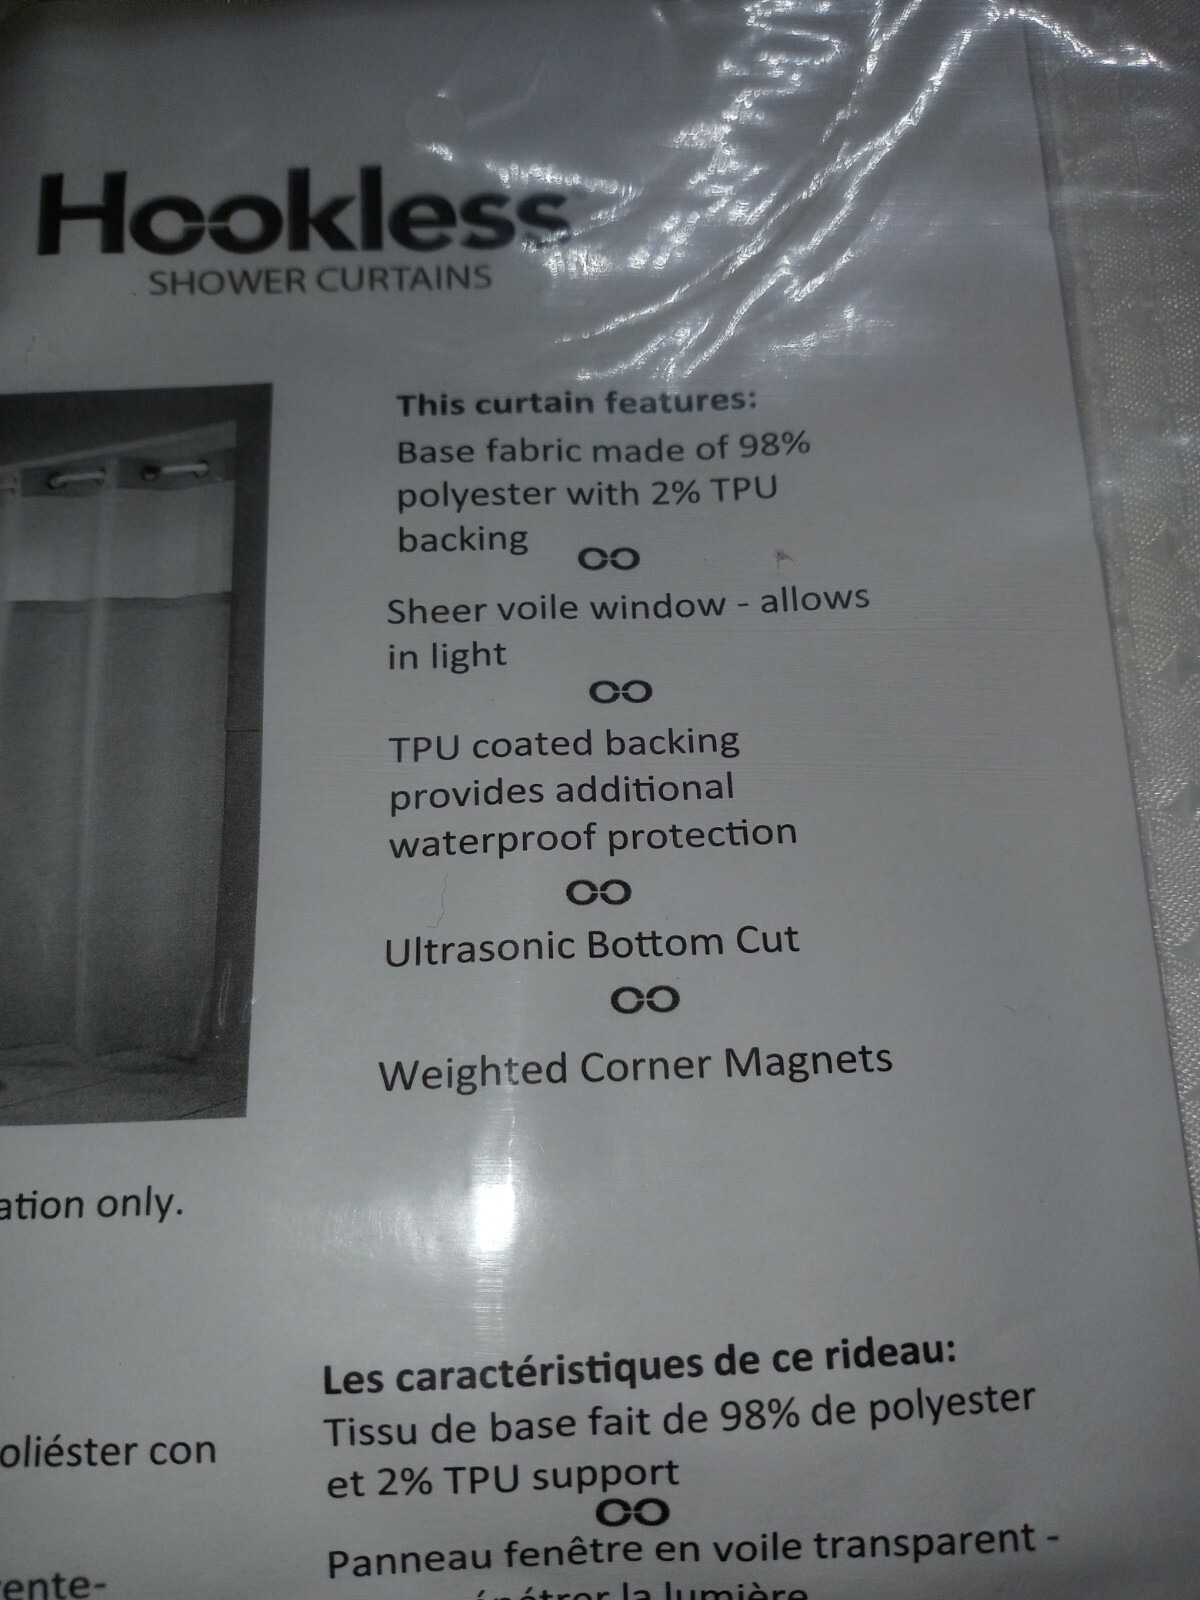 Hookless
SHOWER CURTAINS
This curtain features:
Base fabric made of 98%
polyester with 2% TPU
backing
Sheer voile window - allows
in light
TPU coated backing
provides additional
waterproof protection
Ultrasonic Bottom Cut
Weighted Corner Magnets
ation only.
Les caractéristiques de ce rideau:
Tissu de base fait de 98% de polyester
et 2% TPU support
Panneau fenêtre en voile transparent -
la lumière
oliéster con
ente-